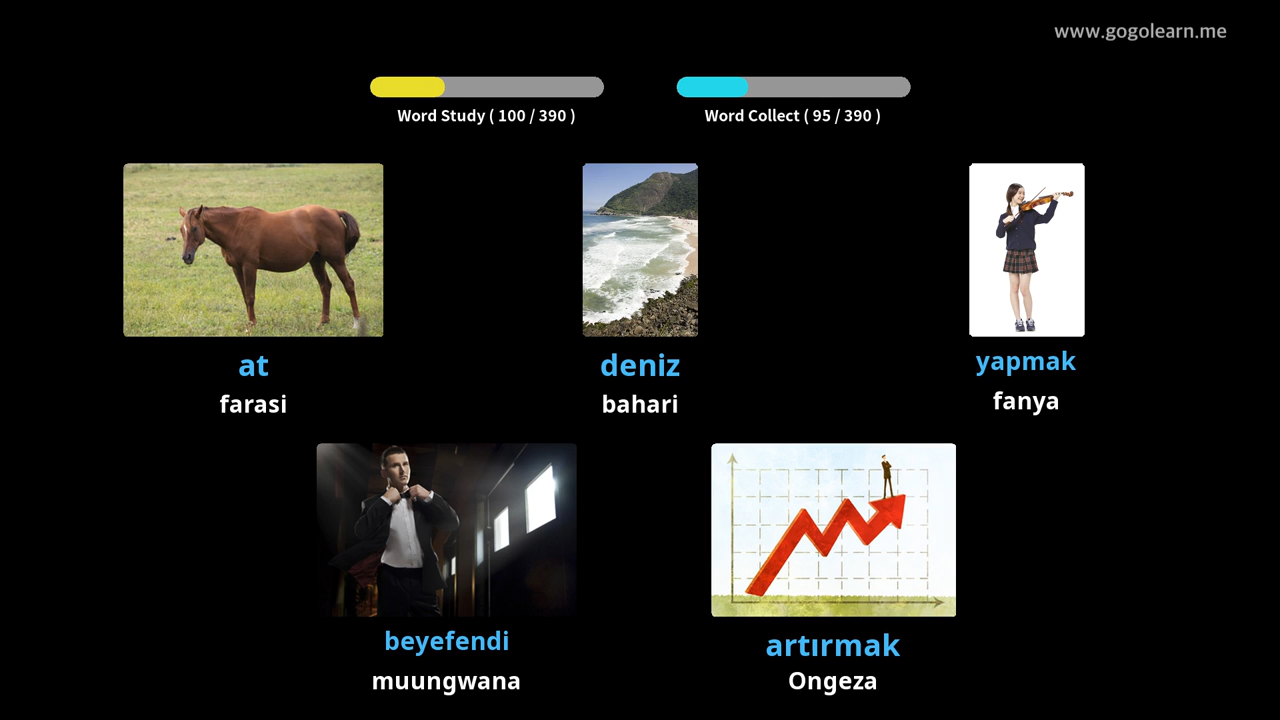 www.gogolearn.me
Word Study ( 100 / 390 )
Word Collect ( 95 / 390 )
at
farasi
deniz
bahari
yapmak
fanya
beyefendi
muungwana
artırmak
Ongeza